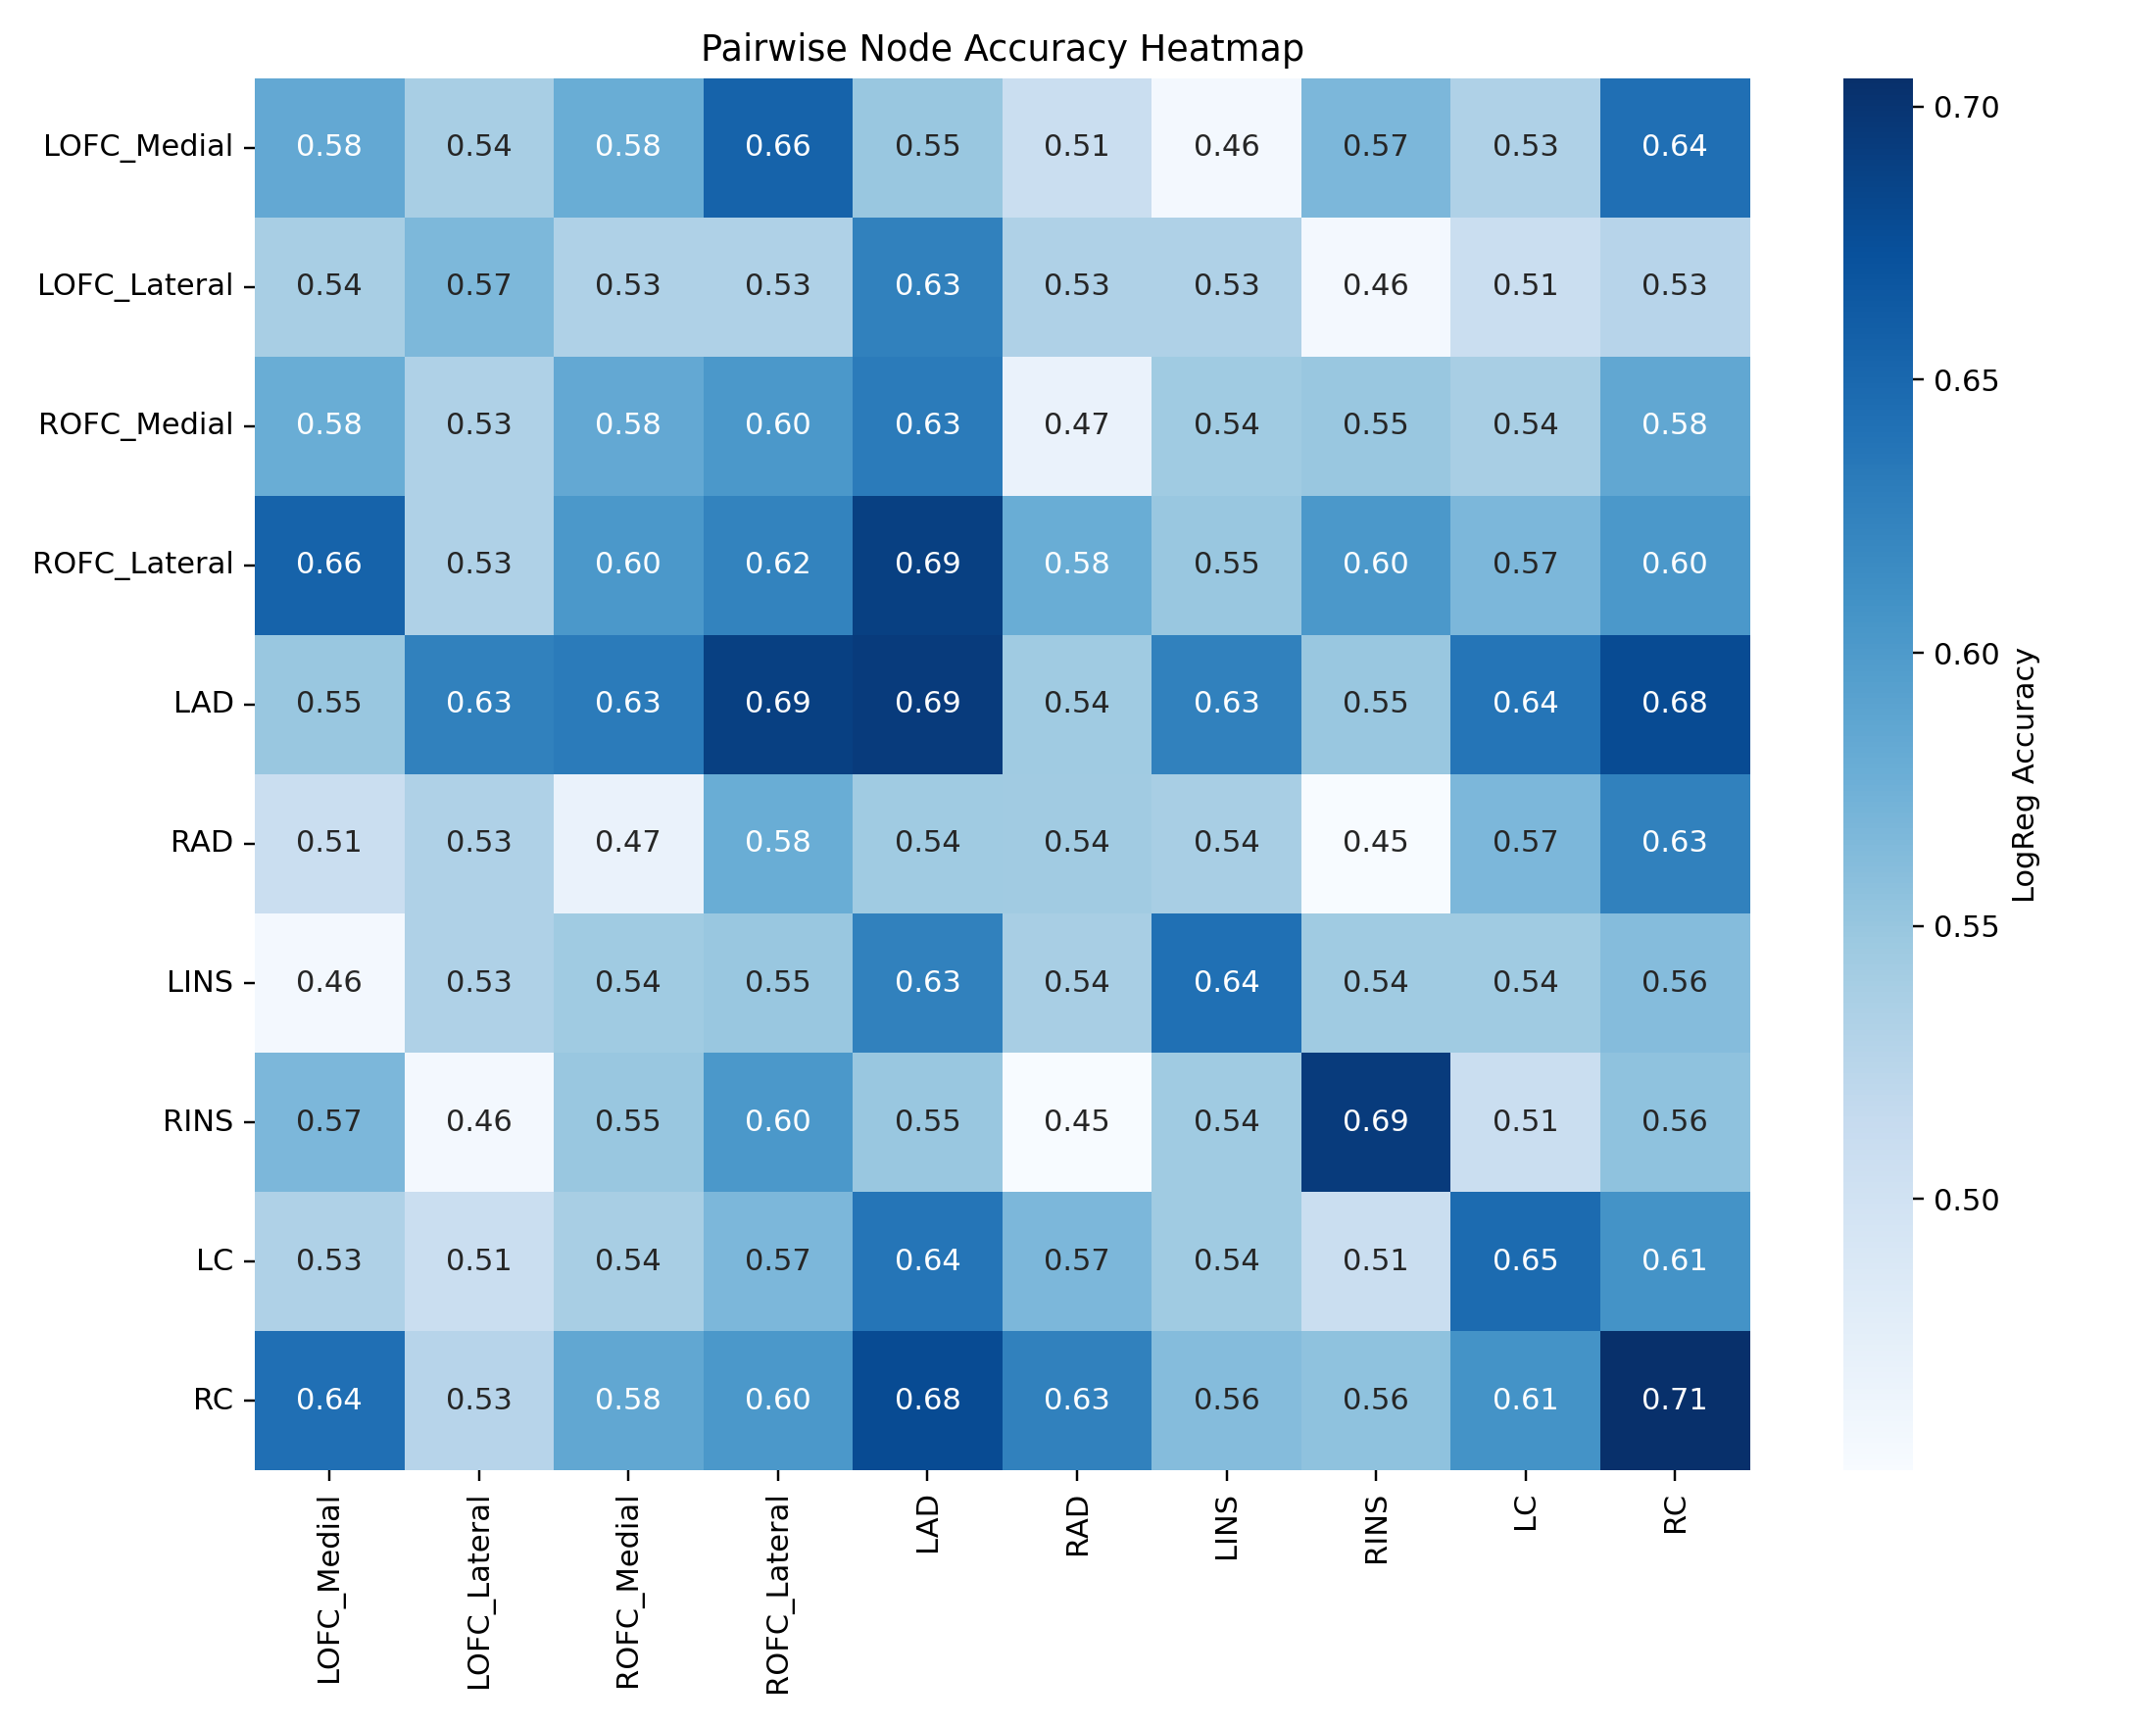 Pairwise Node Accuracy Heatmap
LOFC_Medial 0.58 0.54 0.58 0.66 0.55 0.51 0.46 0.57 0.53 0.64
LOFC_Lateral 0.54 0.57 0.53 0.53 0.63 0.53 0.53 0.46 0.51 0.53
ROFC_Medial 0.58 0.53 0.58 0.60 0.63 0.47 0.54 0.55 0.54 0.58
ROFC_Lateral 0.66 0.53 0.60 0.62 0.69 0.58 0.55 0.60 0.57 0.60
LAD 0.55 0.63 0.63 0.69 0.69 0.54 0.63 0.55 0.64 0.68
RAD 0.51 0.53 0.47 0.58 0.54 0.54 0.54 0.45 0.57 0.63
LINS 0.46 0.53 0.54 0.55 0.63 0.54 0.64 0.54 0.54 0.56
RINS 0.57 0.46 0.55 0.60 0.55 0.45 0.54 0.69 0.51 0.56
LC 0.53 0.51 0.54 0.57 0.64 0.57 0.54 0.51 0.65 0.61
RC 0.64 0.53 0.58 0.60 0.68 0.63 0.56 0.56 0.61 0.71
LOFC_Medial
LOFC_Lateral
ROFC_Medial
ROFC_Lateral
LAD
RAD
LINS
RINS
LC
RC
0.70
0.65
0.60
0.55
0.50
LogReg Accuracy